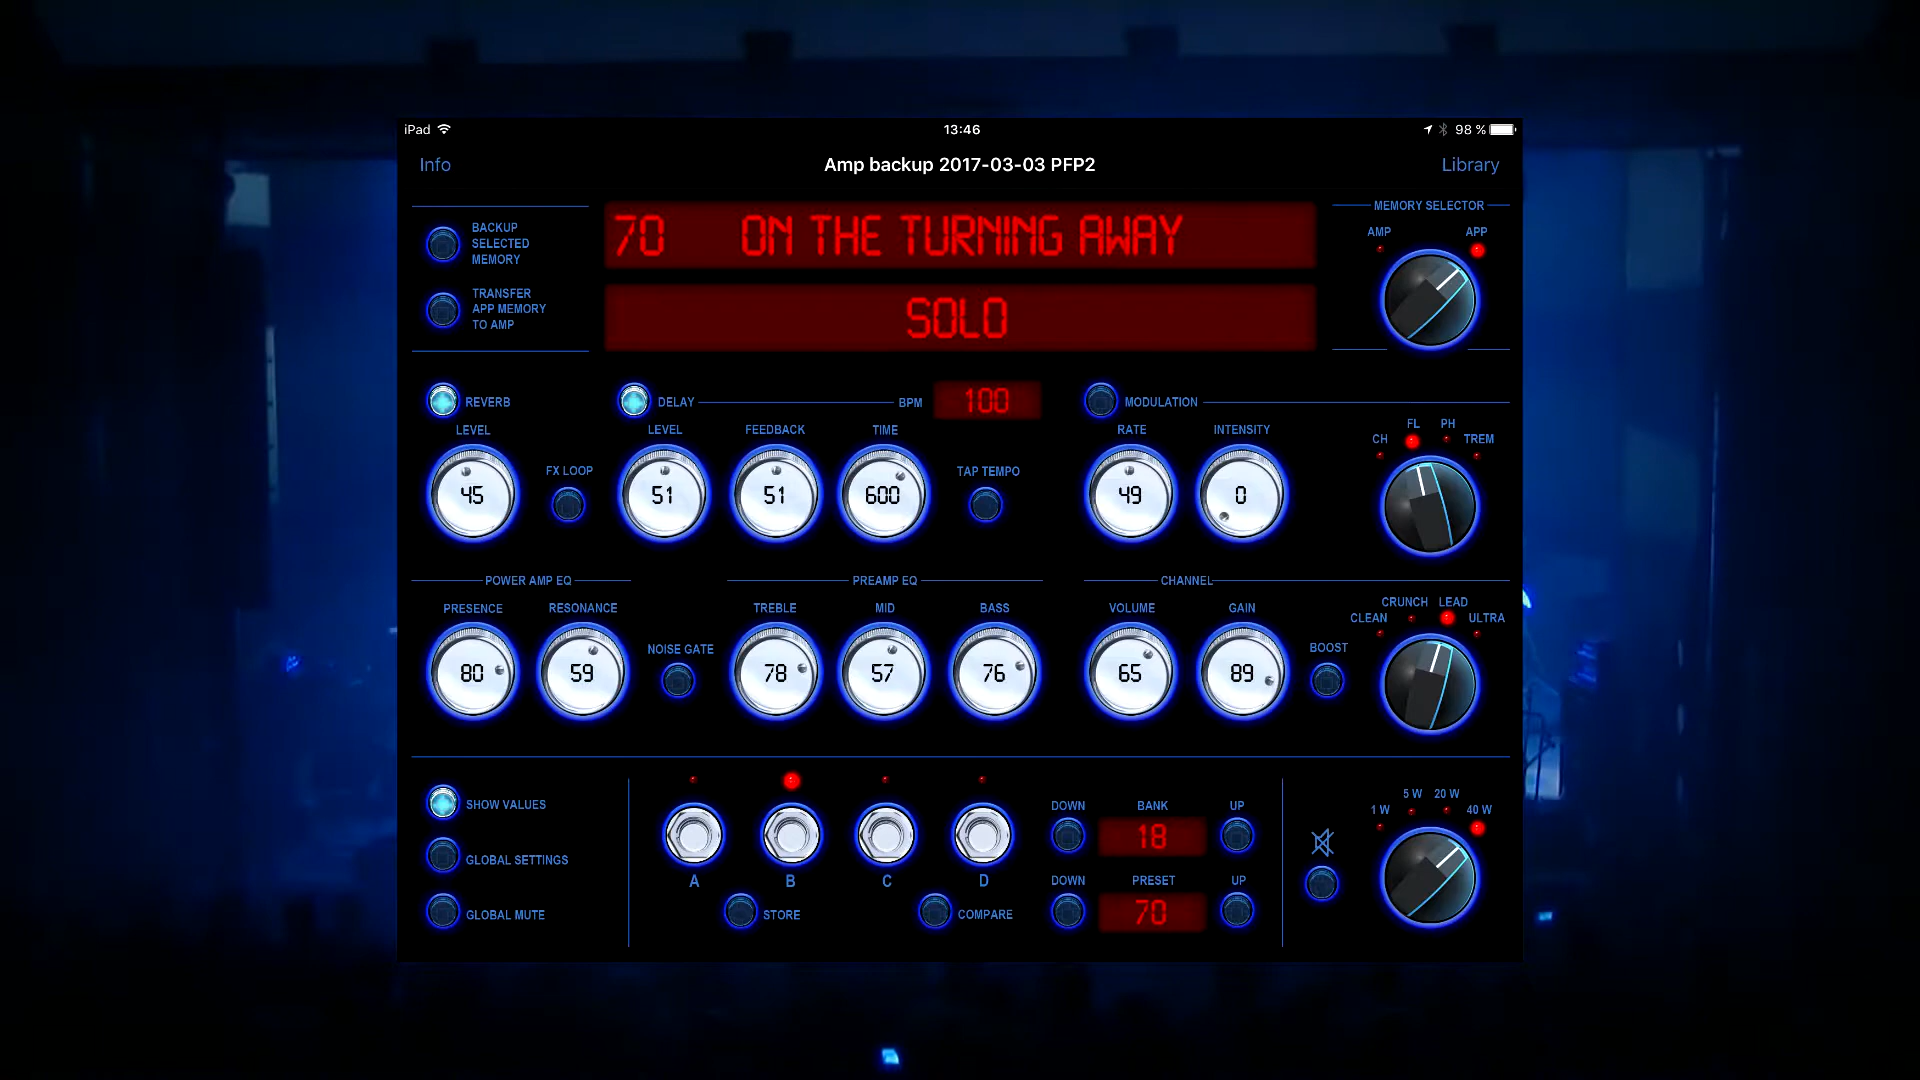 iPad 13:46 98 %
Info Amp backup 2017-03-03 PFP2 Library
BACKUP
SELECTED
MEMORY
TRANSFER
APP MEMORY
TO AMP
70 ON THE TURNING AWAY
SOLO
MEMORY SELECTOR
AMP APP
REVERB
LEVEL
45
FX LOOP
DELAY BPM 100
LEVEL FEEDBACK TIME
51 51 600
TAP TEMPO
MODULATION
RATE INTENSITY
49 0
CH FL PH TREM
POWER AMP EQ
PRESENCE RESONANCE
80 59
NOISE GATE
PREAMP EQ
TREBLE MID BASS
78 57 76
CHANNEL
VOLUME GAIN
65 89
BOOST
CLEAN CRUNCH LEAD ULTRA
SHOW VALUES
GLOBAL SETTINGS
GLOBAL MUTE
A B C D
STORE COMPARE
DOWN BANK UP
18
DOWN PRESET UP
70
1 W 5 W 20 W 40 W